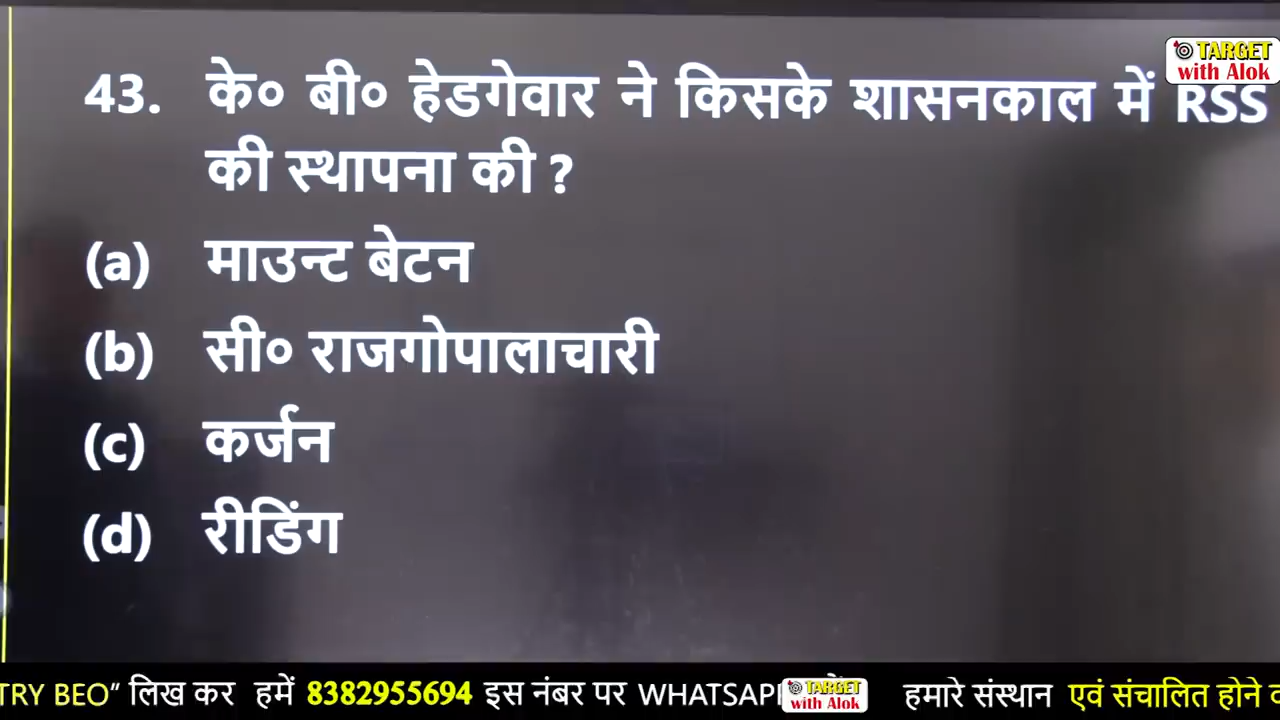 TARGET
with Alok
43. के० बी० हेडगेवार ने किसके शासनकाल में RSS
की स्थापना की ?
(a) माउन्ट बेटन
(b) सी० राजगोपालाचारी
(c) कर्जन
(d) रीडिंग
TRY BEO" लिख कर हमें 8382955694 इस नंबर पर WHATSAP हमारे संस्थान एवं संचालित होने
TARGET
with Alok